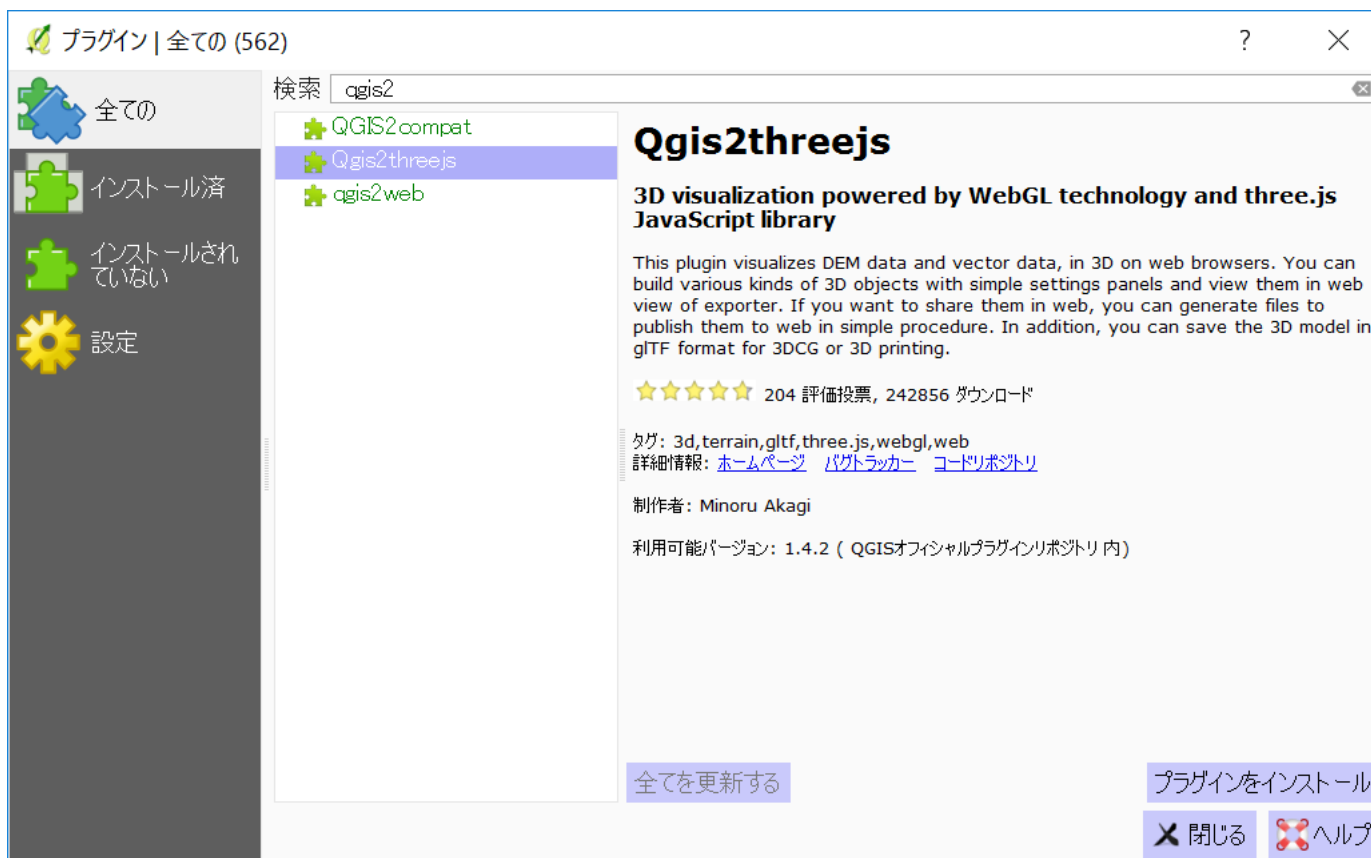 プラグイン | 全ての (562)
?
全ての
インストール済
インストールされ
ていない
設定
検索 qgis2
QGIS2compat
Qgis2threejs
qgis2web
Qgis2threejs
3D visualization powered by WebGL technology and three.js
JavaScript library
This plugin visualizes DEM data and vector data, in 3D on web browsers. You can
build various kinds of 3D objects with simple settings panels and view them in web
view of exporter. If you want to share them in web, you can generate files to
publish them to web in simple procedure. In addition, you can save the 3D model in
glTF format for 3DCG or 3D printing.
204 評価投票, 242856 ダウンロード
タグ: 3d,terrain,gltf,three.js,webgl,web
詳細情報: ホームページ バグトラッカー コードリポジトリ
制作者: Minoru Akagi
利用可能バージョン: 1.4.2 ( QGISオフィシャルプラグインリポジトリ 内)
全てを更新する
プラグインをインストール
閉じる
ヘルプ